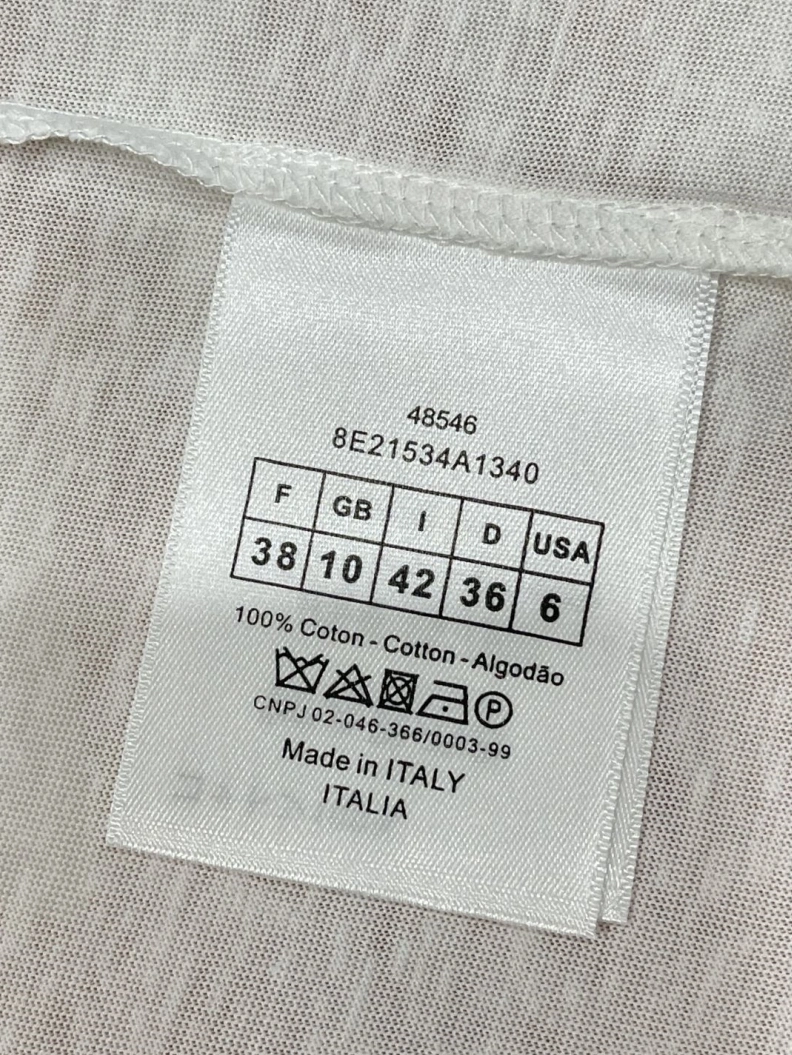 48546
8E21534A1340
F GB I D USA
38 10 42 36 6
100% Coton - Cotton - Algodão
P
CNPJ 02-046-366/0003-99
Made in ITALY
ITALIA